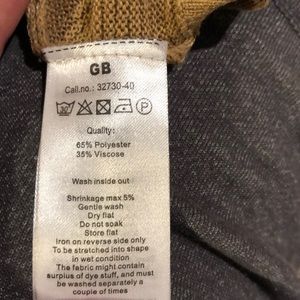 GB
Call.no.: 32730-40
30°
P
Quality:
65% Polyester
35% Viscose
Wash inside out
Shrinkage max 5%
Gentle wash
Dry flat
Do not soak
Store flat
Iron on reverse side only
To be stretched into shape
in wet condition
The fabric might contain
surplus of dye stuff, and must
be washed separately a
couple of times